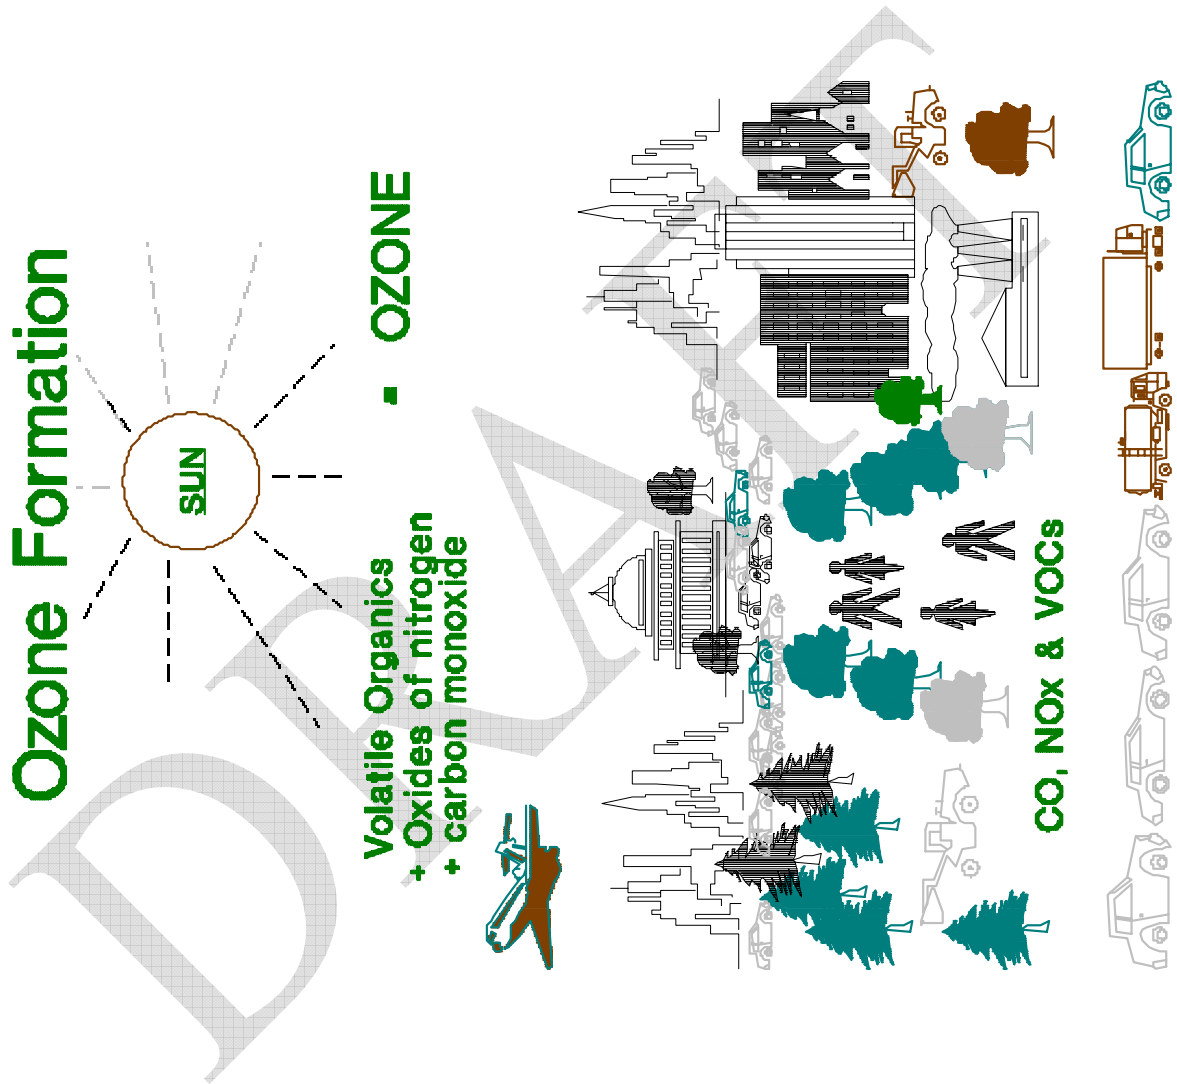 Ozone Formation
SUN
Volatile Organics
+ Oxides of nitrogen
+ carbon monoxide
= OZONE
CO, NOx & VOCs
DRAFT